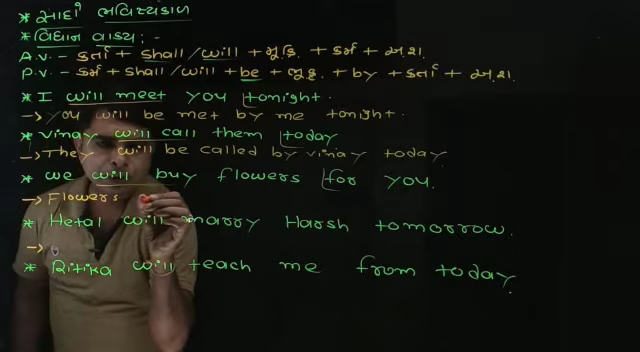 * સાદો ભવિષ્યકાળ
* વિધાન વાક્ય : -
A.V. - કર્તા + shall/will + મૂ.ક્રિ + કર્મ + અ.શ.
P.V. - કર્મ + shall/will + be + ભૂ.કૃ. + by + કર્તા + અ.શ.
* I will meet you tonight.
→ You will be met by me tonight.
* Vinay will call them today
→ They will be called by Vinay today.
* We will buy flowers for you.
→ Flowers
* Hetal will marry Harsh tomorrow.
→
* Ritika will teach me from today.